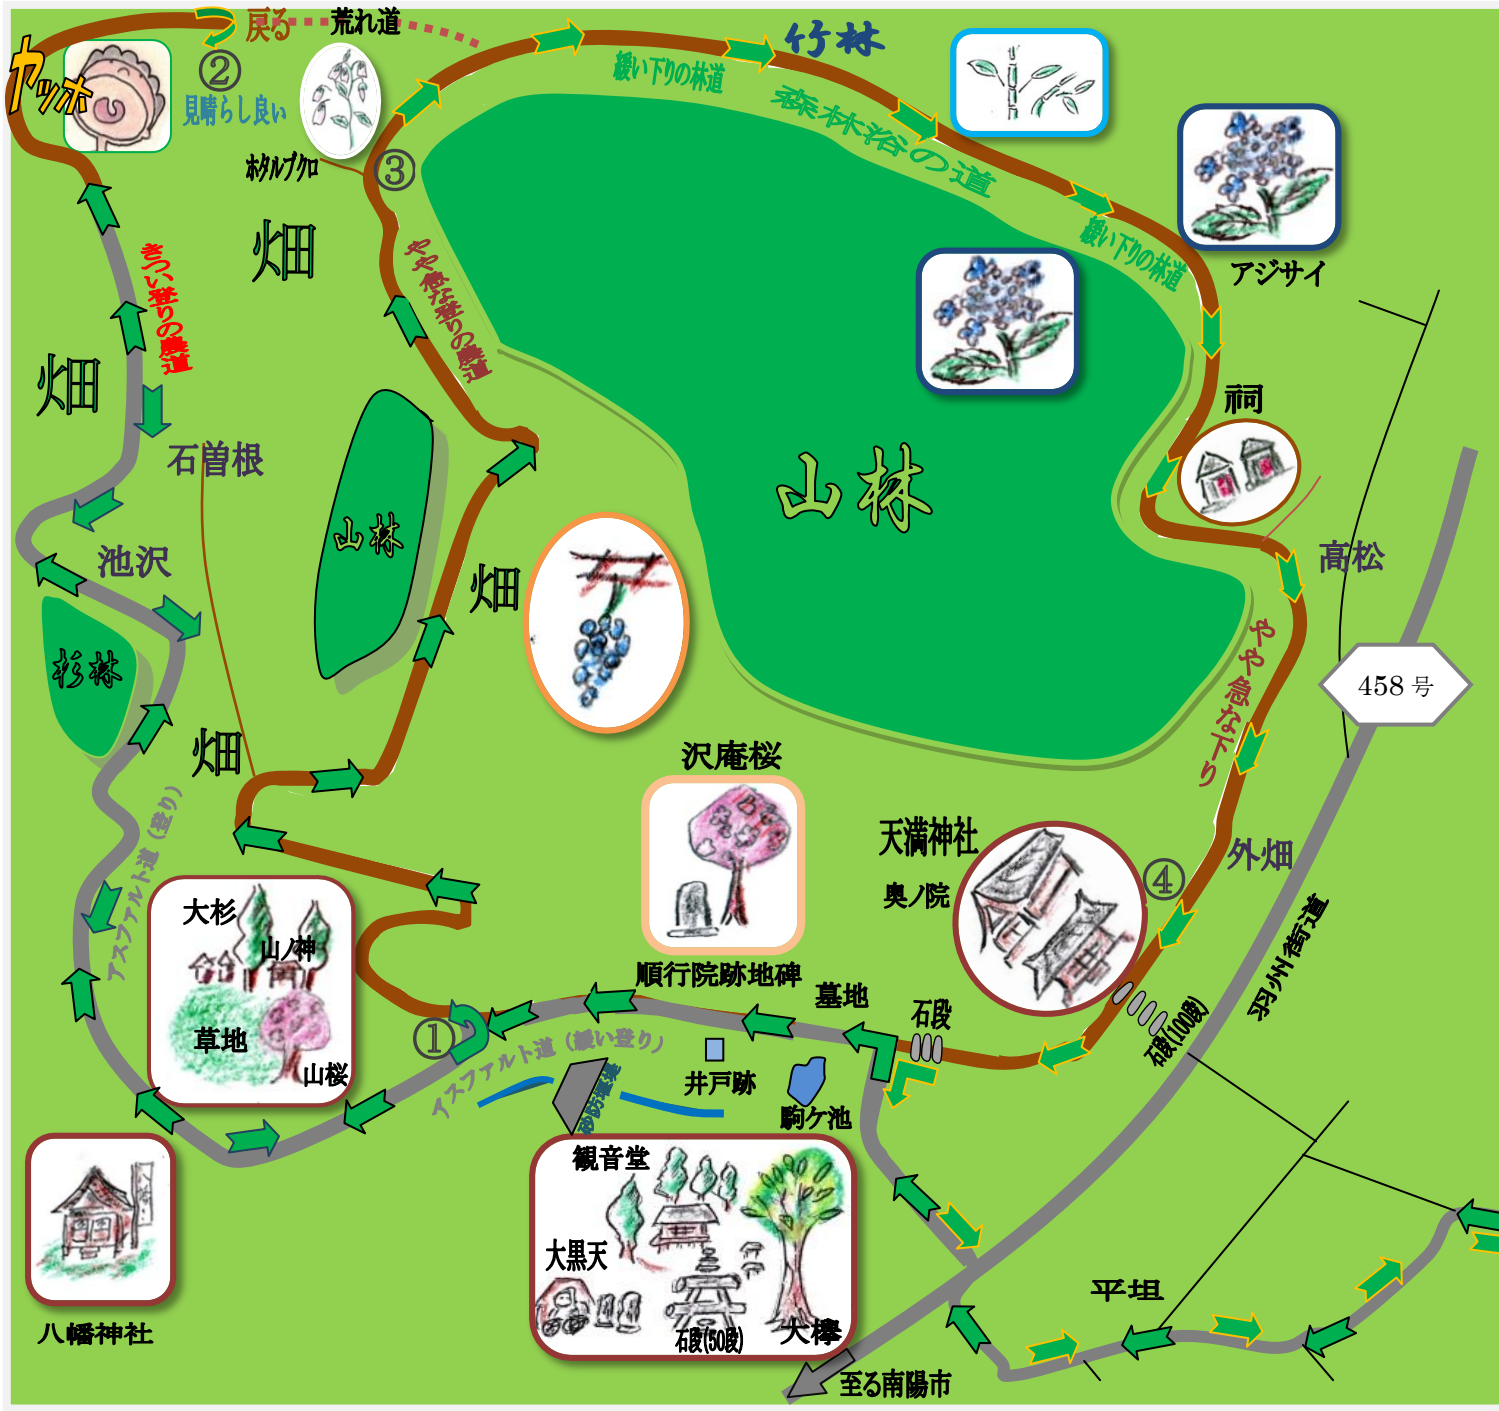 戻る
荒れ道
ヤッホ
②
見晴らし良い
ホタルブクロ
③
竹林
緩い下りの林道
森林浴の道
緩い下りの林道
アジサイ
畑
きつい登りの農道
やや急な登りの農道
畑
石曽根
祠
山林
山林
池沢
畑
高松
杉林
458 号
やや急な下り
畑
沢庵桜
アスファルト道（登り）
天満神社
奥ノ院
④
外畑
大杉
山ノ神
草地
山桜
順行院跡地碑
墓地
石段
羽州街道
石段(100段)
①
アスファルト道（緩い登り）
井戸跡
砂防堰堤
駒ケ池
観音堂
大黒天
石段(50段)
大欅
八幡神社
平坦
至る南陽市